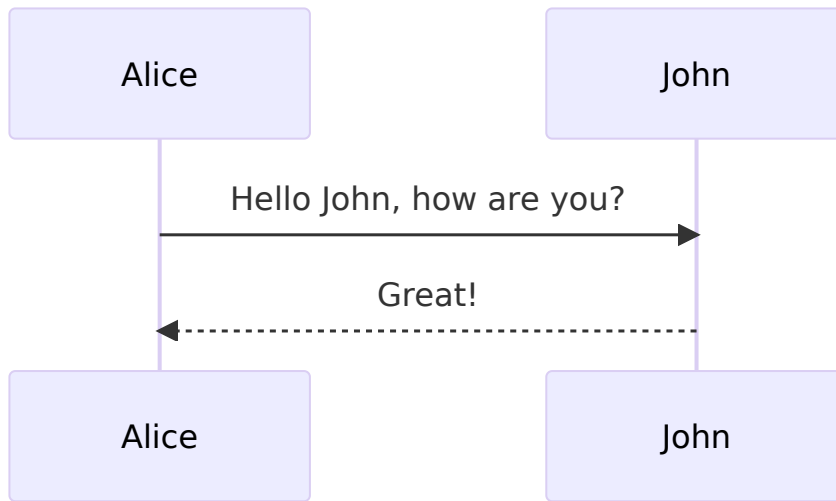 Alice
John
Hello John, how are you?
Great!
Alice
John